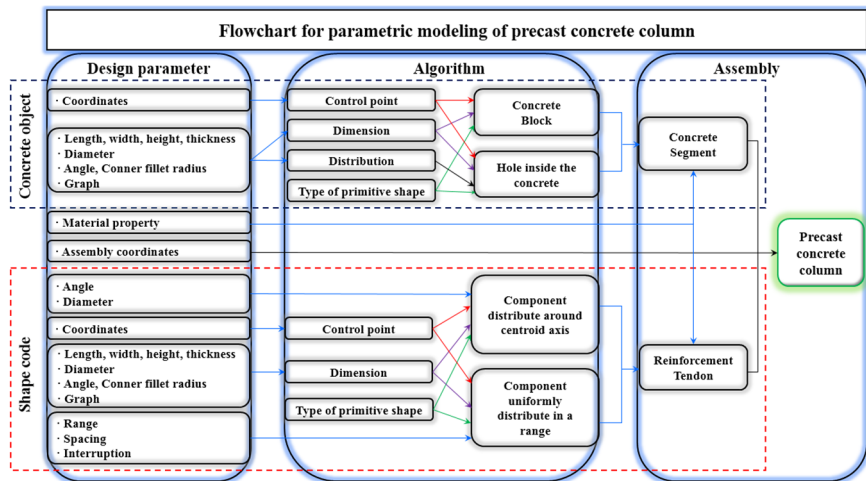 Flowchart for parametric modeling of precast concrete column
Design parameter
Algorithm
Assembly
Concrete object
· Coordinates
· Length, width, height, thickness
· Diameter
· Angle, Conner fillet radius
· Graph
Control point
Dimension
Distribution
Type of primitive shape
Concrete
Block
Hole inside the
concrete
Concrete
Segment
· Material property
· Assembly coordinates
Precast
concrete
column
Shape code
· Angle
· Diameter
· Coordinates
· Length, width, height, thickness
· Diameter
· Angle, Conner fillet radius
· Graph
· Range
· Spacing
· Interruption
Control point
Dimension
Type of primitive shape
Component
distribute around
centroid axis
Component
uniformly
distribute in a
range
Reinforcement
Tendon